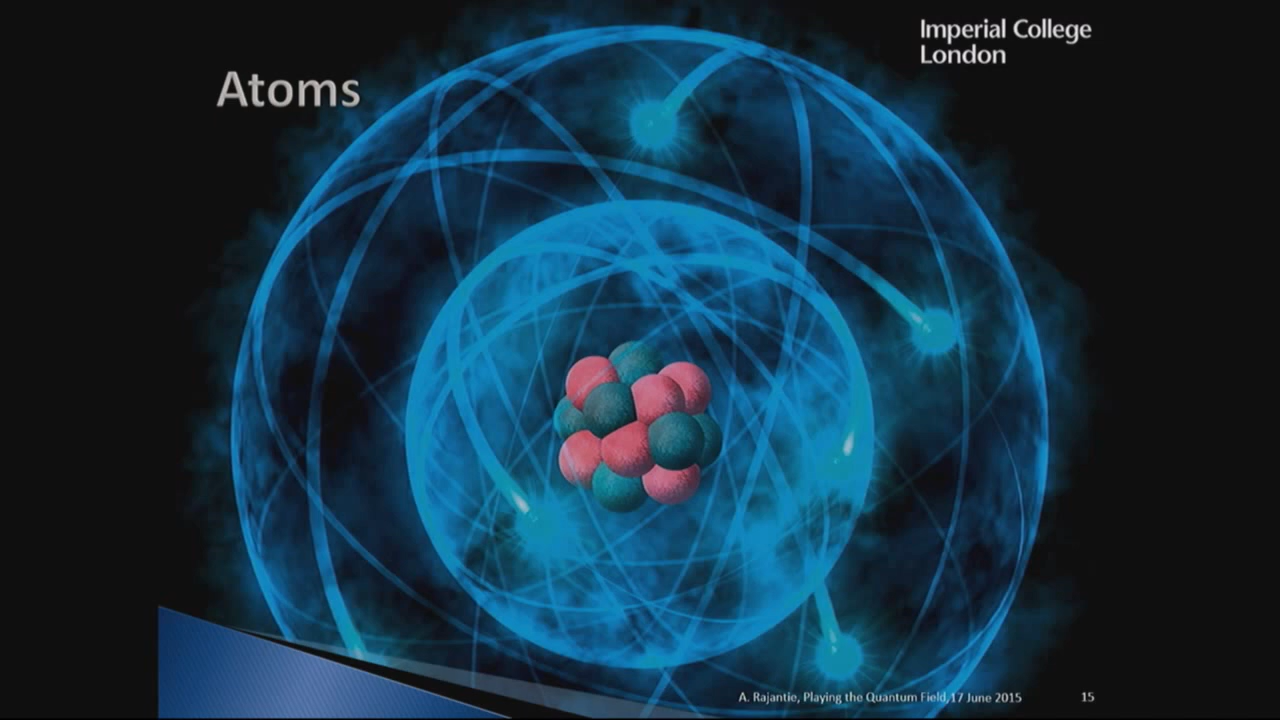 Imperial College
London
Atoms
A. Rajantie, Playing the Quantum Field, 17 June 2015
15